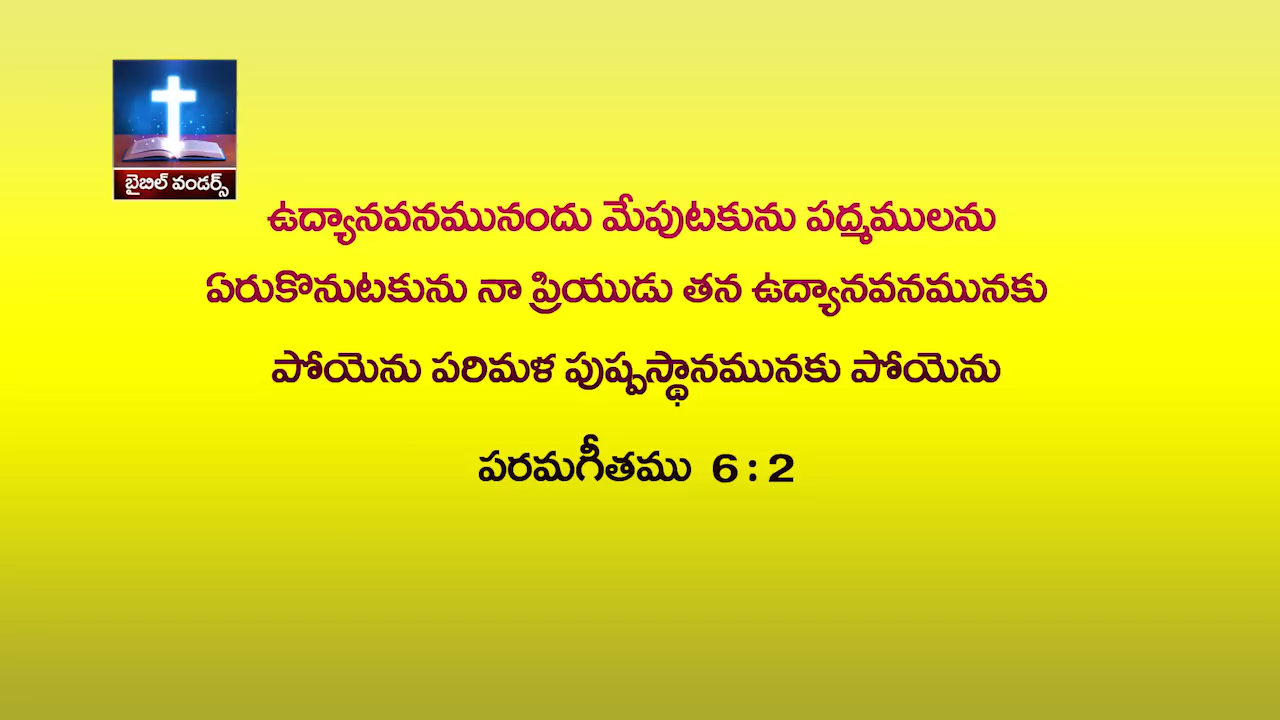 బైబిల్ వండర్స్
ఉద్యానవనమునందు మేపుటకును పద్మములను
ఏరుకొనుటకును నా ప్రియుడు తన ఉద్యానవనమునకు
పోయెను పరిమళ పుష్పస్థానమునకు పోయెను
పరమగీతము 6 : 2